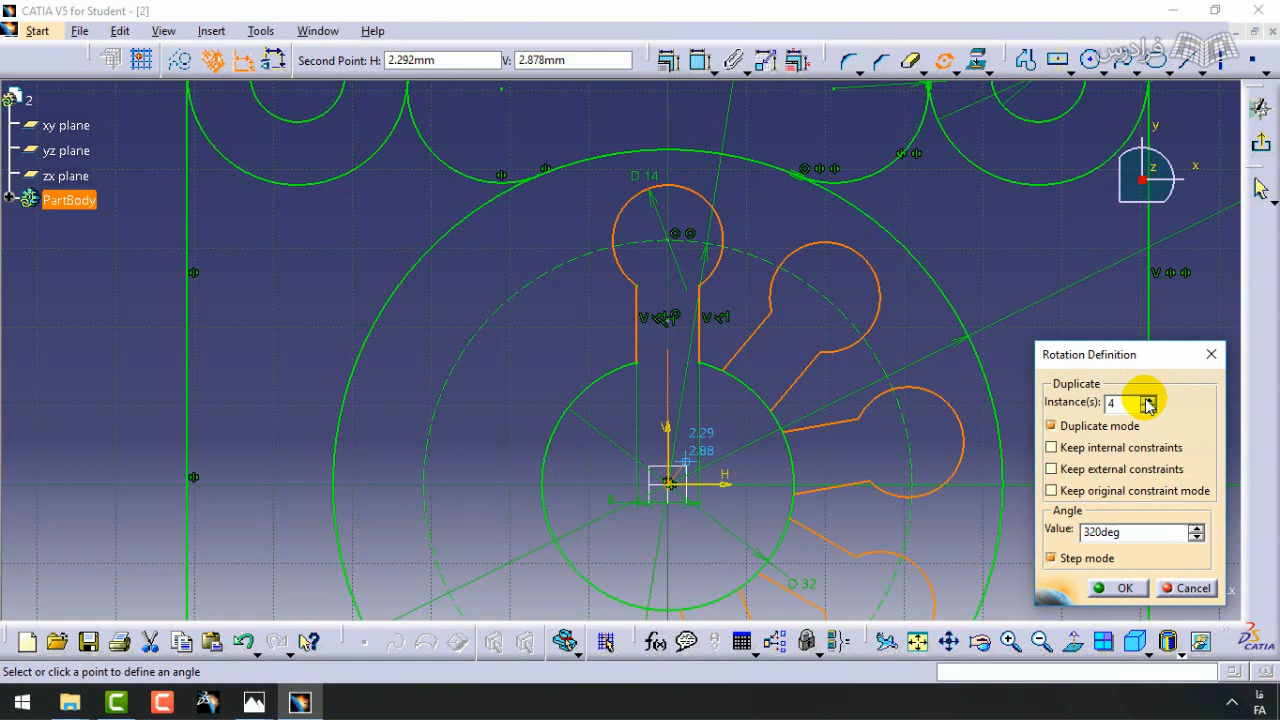 CATIA V5 for Student - [2]
Start File Edit View Insert Tools Window Help
Second Point: H: 2.292mm V: 2.878mm
فرادرس
2
xy plane
yz plane
zx plane
PartBody
y
z
x
D 14
V
V H
V
2.29
2.88
V
H
D 32
Rotation Definition
Duplicate
Instance(s): 4
Duplicate mode
Keep internal constraints
Keep external constraints
Keep original constraint mode
Angle
Value: 320deg
Step mode
OK Cancel
x
f(x)
CATIA
Select or click a point to define an angle
فا
FA